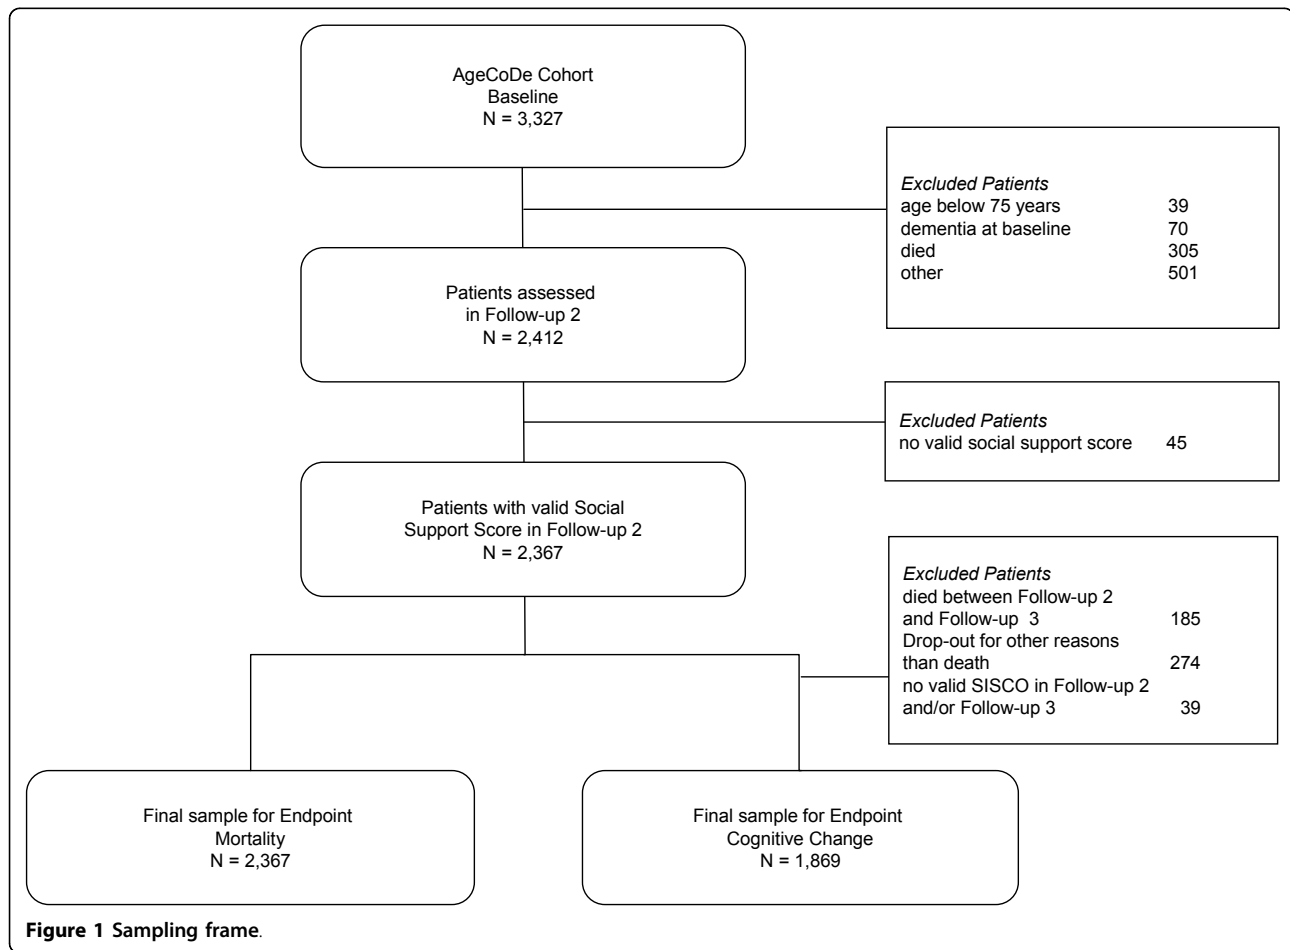 AgeCoDe Cohort
Baseline
N = 3,327
Excluded Patients
age below 75 years 39
dementia at baseline 70
died 305
other 501
Patients assessed
in Follow-up 2
N = 2,412
Excluded Patients
no valid social support score 45
Patients with valid Social
Support Score in Follow-up 2
N = 2,367
Excluded Patients
died between Follow-up 2
and Follow-up 3 185
Drop-out for other reasons
than death 274
no valid SISCO in Follow-up 2
and/or Follow-up 3 39
Final sample for Endpoint
Mortality
N = 2,367
Final sample for Endpoint
Cognitive Change
N = 1,869
Figure 1 Sampling frame.